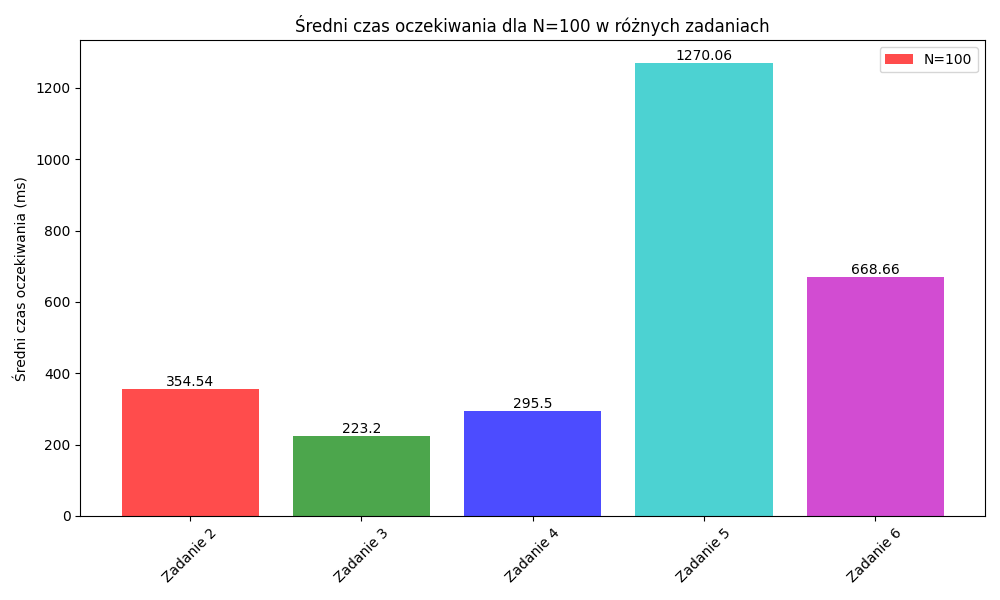 Średni czas oczekiwania dla N=100 w różnych zadaniach
N=100
Średni czas oczekiwania (ms)
1200
1000
800
600
400
200
0
354.54
223.2
295.5
1270.06
668.66
Zadanie 2
Zadanie 3
Zadanie 4
Zadanie 5
Zadanie 6